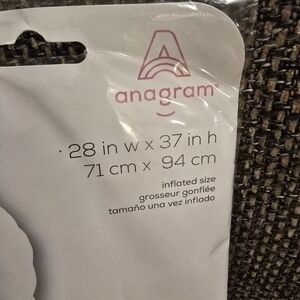 anagram
28 in w x 37 in h
71 cm x 94 cm
inflated size
grosseur gonflée
tamaño una vez inflado